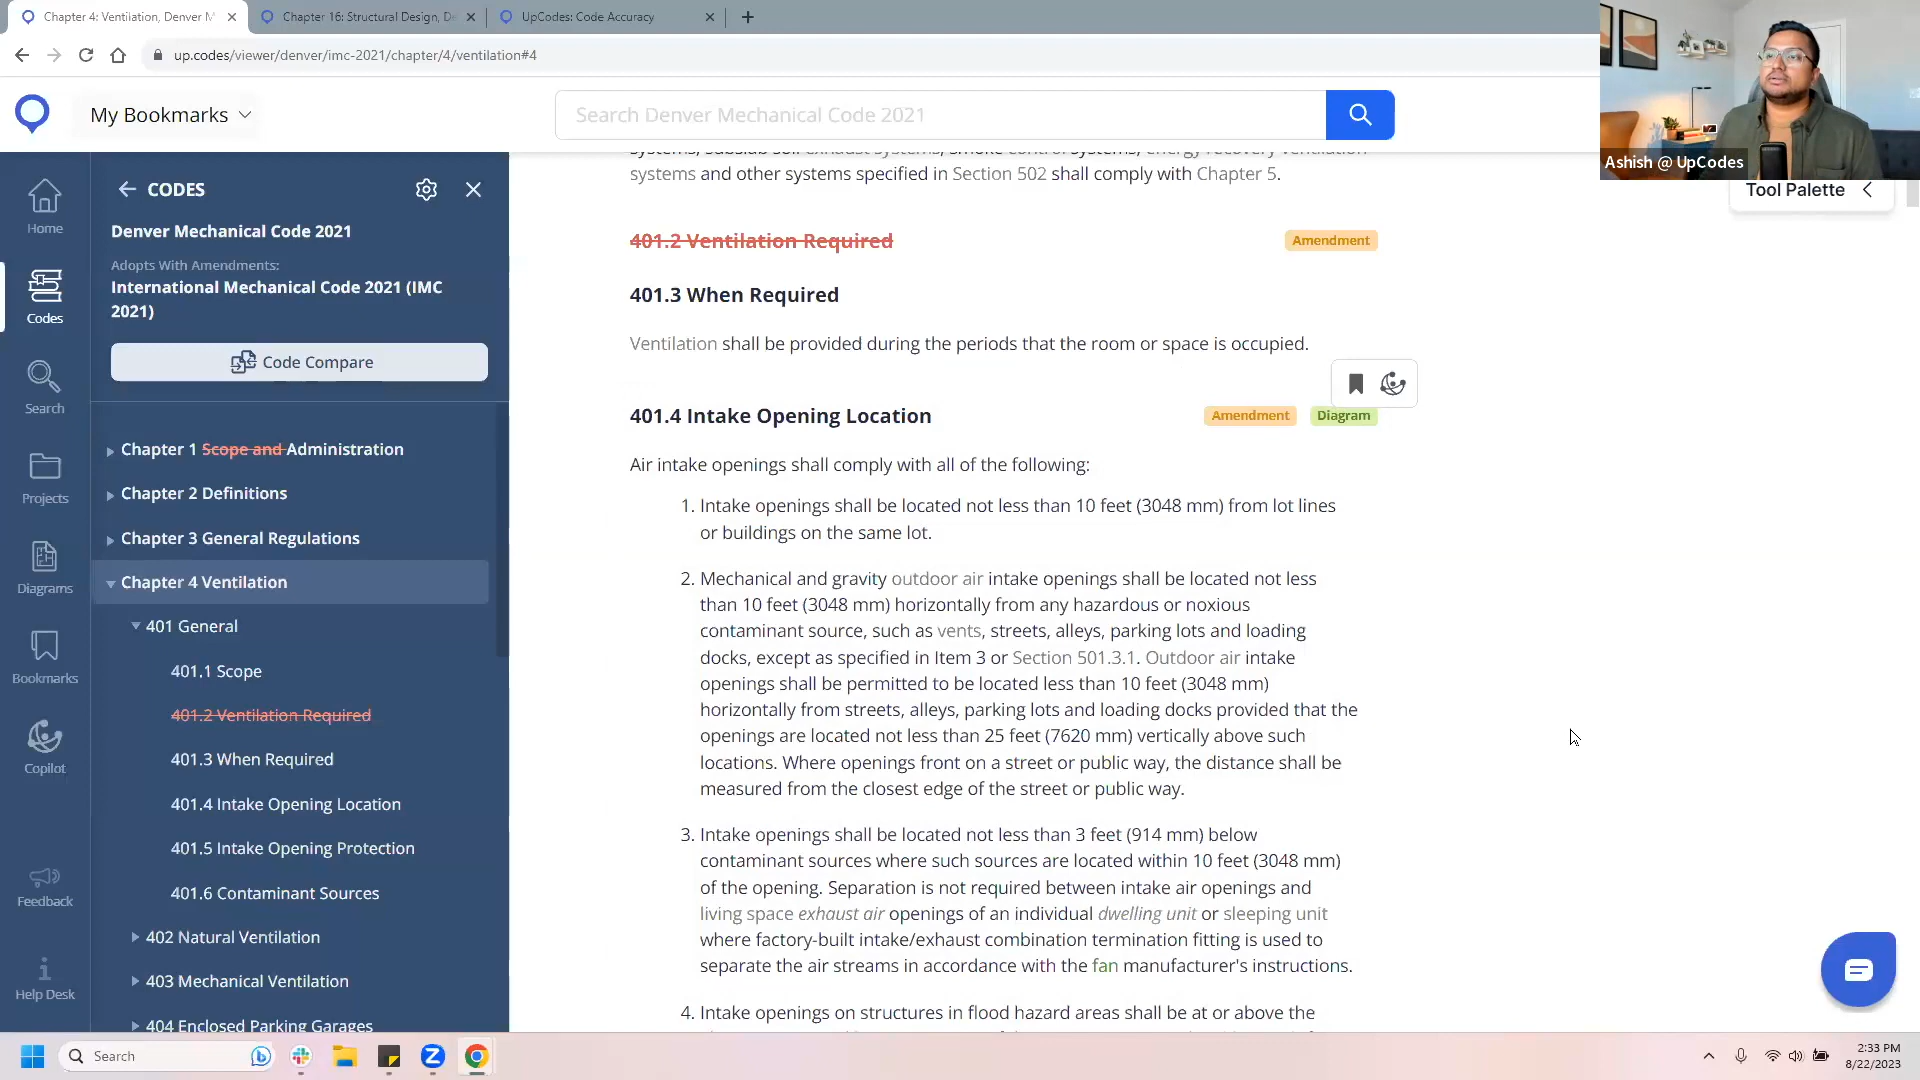 Chapter 4: Ventilation, Denver M
Chapter 16: Structural Design, De
UpCodes: Code Accuracy
up.codes/viewer/denver/imc-2021/chapter/4/ventilation#4
My Bookmarks
Search Denver Mechanical Code 2021
Ashish @ UpCodes
Tool Palette
Home
Codes
Search
Projects
Diagrams
Bookmarks
Copilot
Feedback
Help Desk
CODES
Denver Mechanical Code 2021
Adopts With Amendments:
International Mechanical Code 2021 (IMC
2021)
Code Compare
Chapter 1 Scope and Administration
Chapter 2 Definitions
Chapter 3 General Regulations
Chapter 4 Ventilation
401 General
401.1 Scope
401.2 Ventilation Required
401.3 When Required
401.4 Intake Opening Location
401.5 Intake Opening Protection
401.6 Contaminant Sources
402 Natural Ventilation
403 Mechanical Ventilation
404 Enclosed Parking Garages
systems, subslab soil exhaust systems, smoke control systems, energy recovery ventilation
systems and other systems specified in Section 502 shall comply with Chapter 5.
401.2 Ventilation Required
Amendment
401.3 When Required
Ventilation shall be provided during the periods that the room or space is occupied.
401.4 Intake Opening Location
Amendment
Diagram
Air intake openings shall comply with all of the following:
1. Intake openings shall be located not less than 10 feet (3048 mm) from lot lines
or buildings on the same lot.
2. Mechanical and gravity outdoor air intake openings shall be located not less
than 10 feet (3048 mm) horizontally from any hazardous or noxious
contaminant source, such as vents, streets, alleys, parking lots and loading
docks, except as specified in Item 3 or Section 501.3.1. Outdoor air intake
openings shall be permitted to be located less than 10 feet (3048 mm)
horizontally from streets, alleys, parking lots and loading docks provided that the
openings are located not less than 25 feet (7620 mm) vertically above such
locations. Where openings front on a street or public way, the distance shall be
measured from the closest edge of the street or public way.
3. Intake openings shall be located not less than 3 feet (914 mm) below
contaminant sources where such sources are located within 10 feet (3048 mm)
of the opening. Separation is not required between intake air openings and
living space exhaust air openings of an individual dwelling unit or sleeping unit
where factory-built intake/exhaust combination termination fitting is used to
separate the air streams in accordance with the fan manufacturer's instructions.
4. Intake openings on structures in flood hazard areas shall be at or above the
Search
2:33 PM
8/22/2023